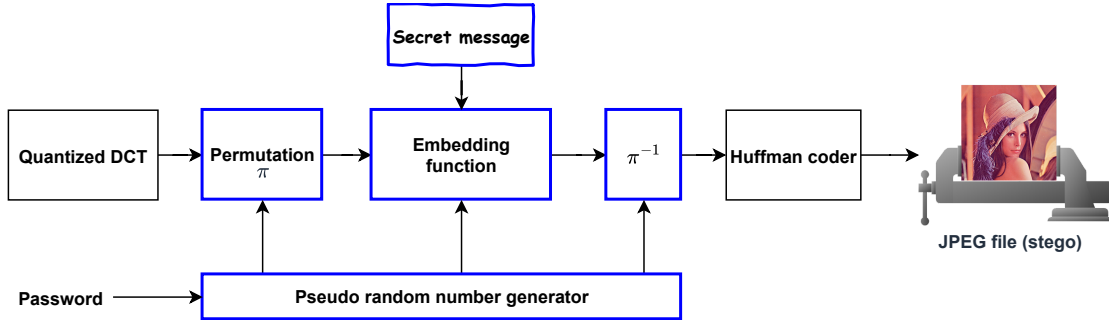 Secret message
Quantized DCT
Permutation
π
Embedding
function
π⁻¹
Huffman coder
JPEG file (stego)
Password
Pseudo random number generator